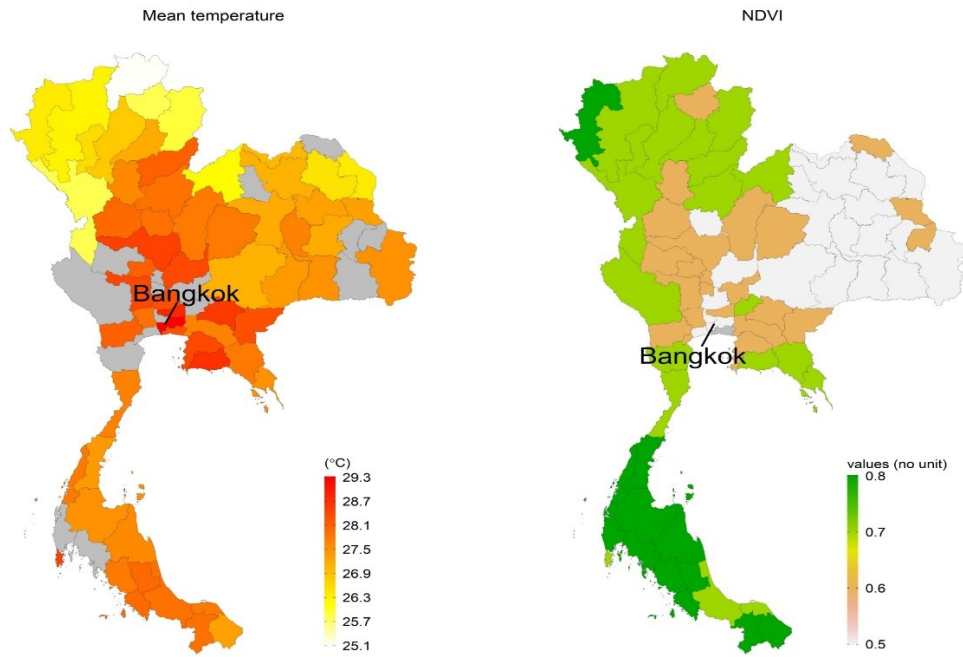 Mean temperature
NDVI
Bangkok
Bangkok
(°C)
29.3
28.7
28.1
27.5
26.9
26.3
25.7
25.1
values (no unit)
0.8
0.7
0.6
0.5